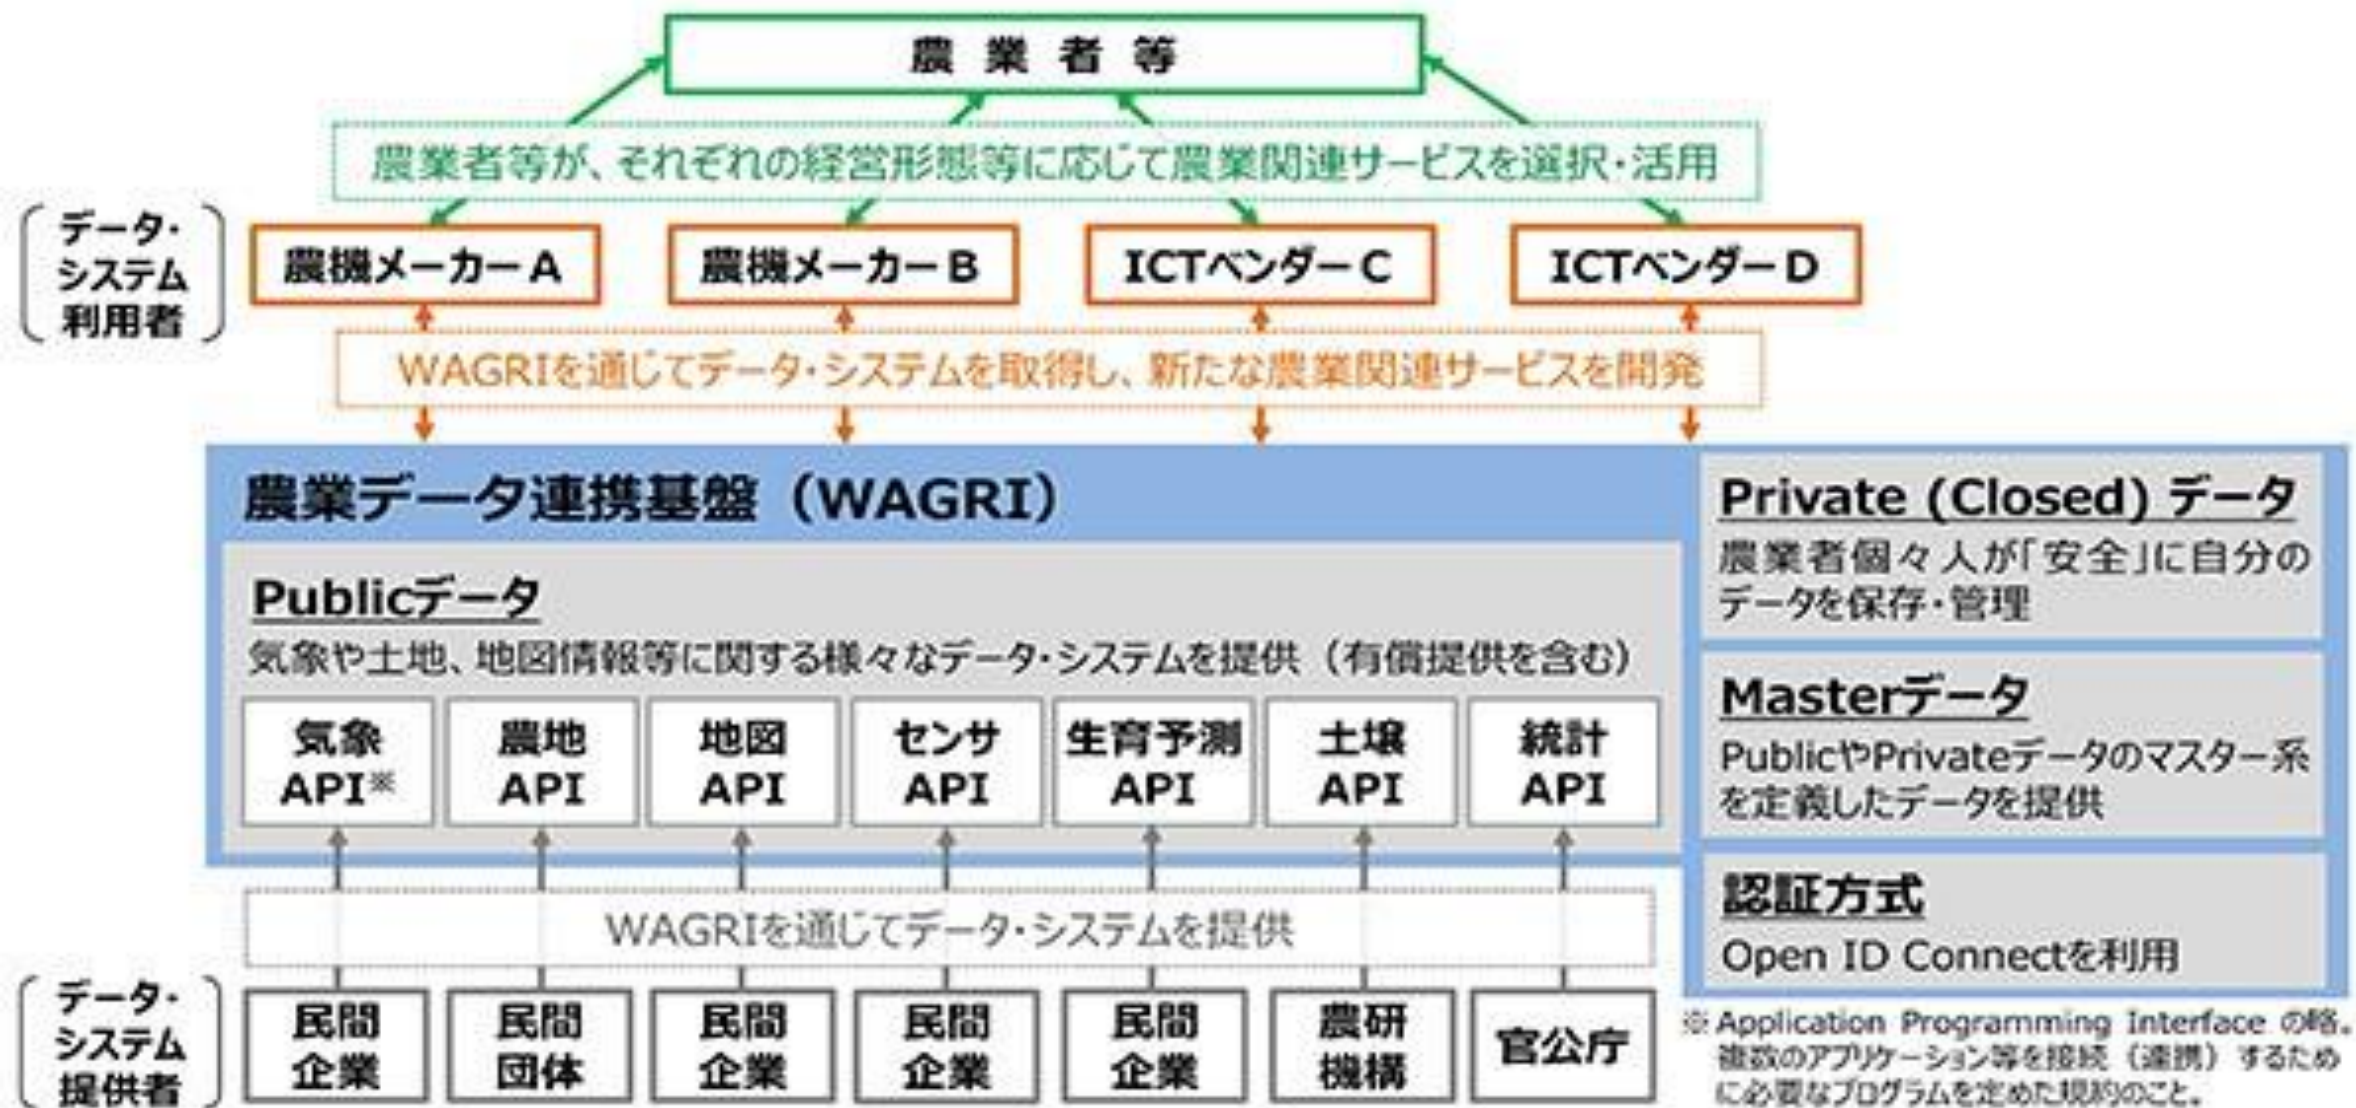 農業者等
農業者等が、それぞれの経営形態等に応じて農業関連サービスを選択・活用
データ・
システム
利用者
農機メーカーA
農機メーカーB
ICTベンダーC
ICTベンダーD
WAGRIを通じてデータ・システムを取得し、新たな農業関連サービスを開発
農業データ連携基盤（WAGRI）
Publicデータ
気象や土地、地図情報等に関する様々なデータ・システムを提供（有償提供を含む）
気象
API※
農地
API
地図
API
センサ
API
生育予測
API
土壌
API
統計
API
Private (Closed) データ
農業者個々人が「安全」に自分の
データを保存・管理
Masterデータ
PublicやPrivateデータのマスター系
を定義したデータを提供
認証方式
Open ID Connectを利用
WAGRIを通じてデータ・システムを提供
データ・
システム
提供者
民間
企業
民間
団体
民間
企業
民間
企業
民間
企業
農研
機構
官公庁
※Application Programming Interface の略。
複数のアプリケーション等を接続（連携）するため
に必要なプログラムを定めた規約のこと。